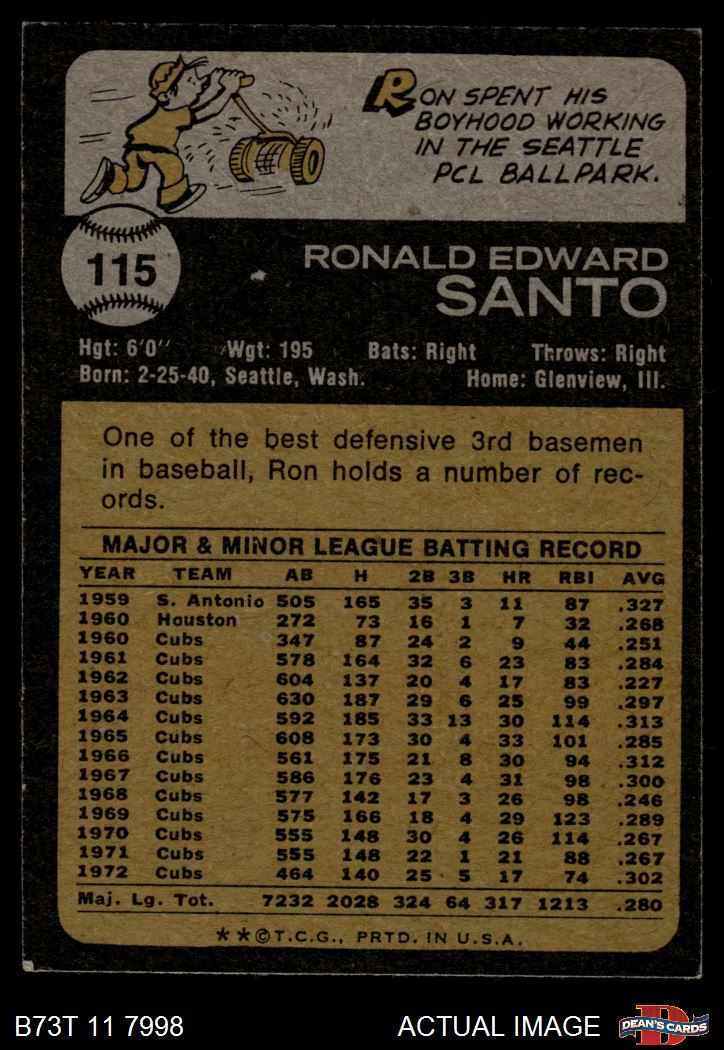 RON SPENT HIS
BOYHOOD WORKING
IN THE SEATTLE
PCL BALLPARK.
115
RONALD EDWARD
SANTO
Hgt: 6'0" Wgt: 195 Bats: Right Throws: Right
Born: 2-25-40, Seattle, Wash. Home: Glenview, Ill.
One of the best defensive 3rd basemen
in baseball, Ron holds a number of rec-
ords.
MAJOR & MINOR LEAGUE BATTING RECORD
YEAR TEAM AB H 2B 3B HR RBI AVG
1959 S. Antonio 505 165 35 3 11 87 .327
1960 Houston 272 73 16 1 7 32 .268
1960 Cubs 347 87 24 2 9 44 .251
1961 Cubs 578 164 32 6 23 83 .284
1962 Cubs 604 137 20 4 17 83 .227
1963 Cubs 630 187 29 6 25 99 .297
1964 Cubs 592 185 33 13 30 114 .313
1965 Cubs 608 173 30 4 33 101 .285
1966 Cubs 561 175 21 8 30 94 .312
1967 Cubs 586 176 23 4 31 98 .300
1968 Cubs 577 142 17 3 26 98 .246
1969 Cubs 575 166 18 4 29 123 .289
1970 Cubs 555 148 30 4 26 114 .267
1971 Cubs 555 148 22 1 21 88 .267
1972 Cubs 464 140 25 5 17 74 .302
Maj. Lg. Tot. 7232 2028 324 64 317 1213 .280
**©T.C.G., PRTD. IN U.S.A.
B73T 11 7998 ACTUAL IMAGE
D
DEAN'S CARDS